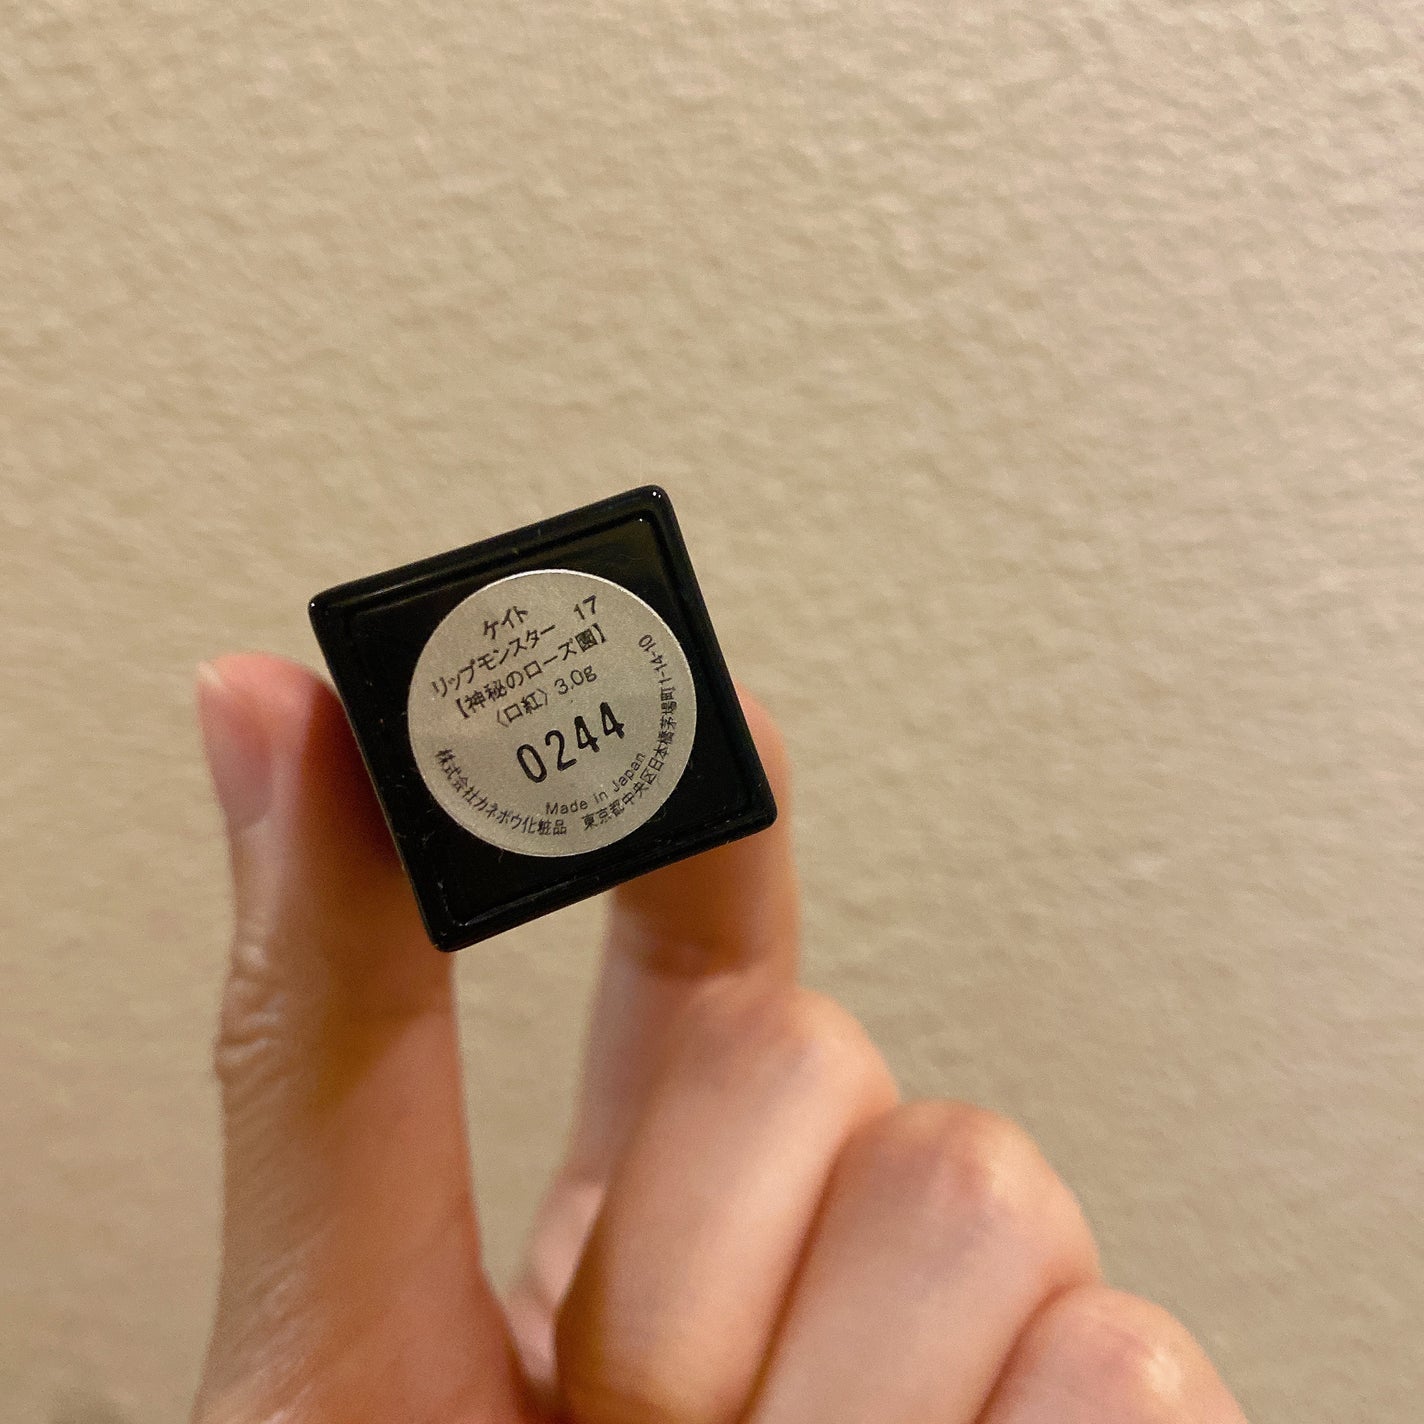 ケイト
リップモンスター 17
【神秘のローズ園】
〈口紅〉3.0g
0244
Made in Japan
株式会社カネボウ化粧品 東京都中央区日本橋茅場町1-14-10